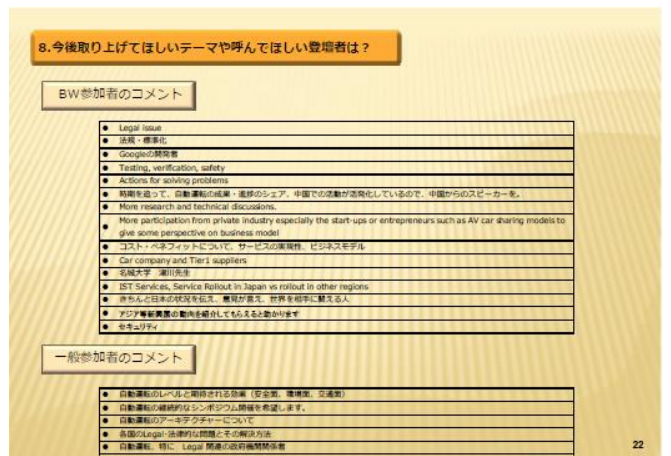 8.今後取り上げてほしいテーマや呼んでほしい登壇者は？
BW参加者のコメント
● Legal issue
● 法規・標準化
● Googleの開発者
● Testing, verification, safety
● Actions for solving problems
● 時期を追って、自動運転の成果・進捗のシェア、中国での活動が活発化しているので、中国からのスピーカーを。
● More research and technical discussions.
● More participation from private industry especially the start-ups or entrepreneurs such as AV car sharing models to
give some perspective on business model
● コスト・ベネフィットについて、サービスの実現性、ビジネスモデル
● Car company and Tier1 suppliers
● 名城大学 津川先生
● IST Services, Service Rollout in Japan vs rollout in other regions
● きちんと日本の状況を伝え、意見が言え、世界を相手に闘える人
● アジア等新興国の動向を紹介してもらえると助かります
● セキュリティ
一般参加者のコメント
● 自動運転のレベルと期待される効果（安全面、環境面、交通面）
● 自動運転の継続的なシンポジウム開催を希望します。
● 自動運転のアーキテクチャーについて
● 各国のLegal・法律的な問題とその解決方法
● 自動運転、特に Legal 関連の政府機関関係者
22